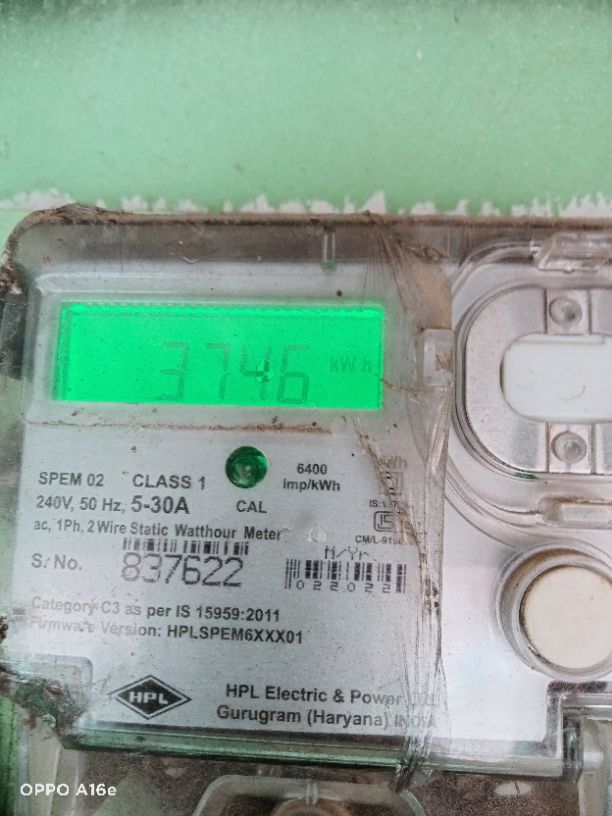 3746 kWh
SPEM 02 CLASS 1 6400
imp/kWh
240V, 50 Hz, 5-30A CAL
ac, 1Ph, 2 Wire Static Watthour Meter
M/Yr.
S. No. 837622 022022
Category C3 as per IS 15959:2011
Firmware Version: HPLSPEM6XXX01
HPL
HPL Electric & Power
Gurugram (Haryana) INDIA
OPPO A16e